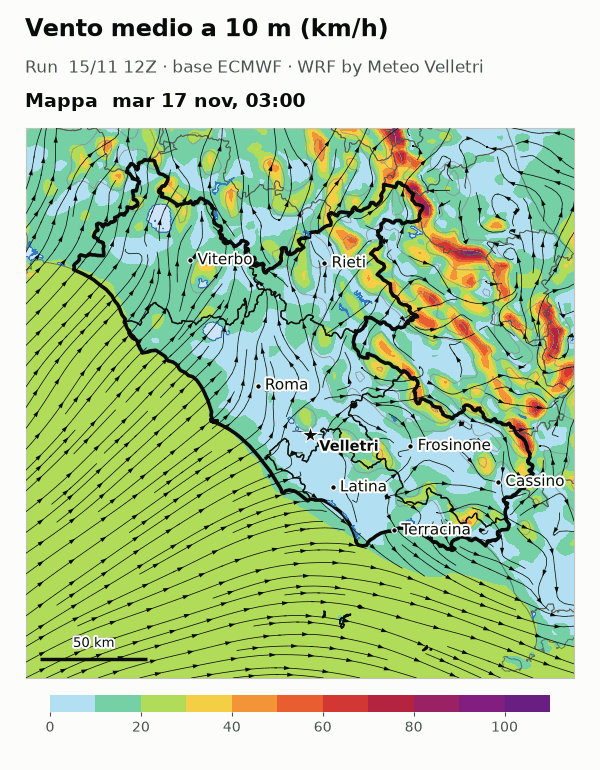 Vento medio a 10 m (km/h)
Run  15/11 12Z · base ECMWF · WRF by Meteo Velletri
Mappa  mar 17 nov, 03:00
Viterbo
Rieti
Roma
Velletri
Frosinone
Cassino
Latina
Terracina
50 km
0 20 40 60 80 100